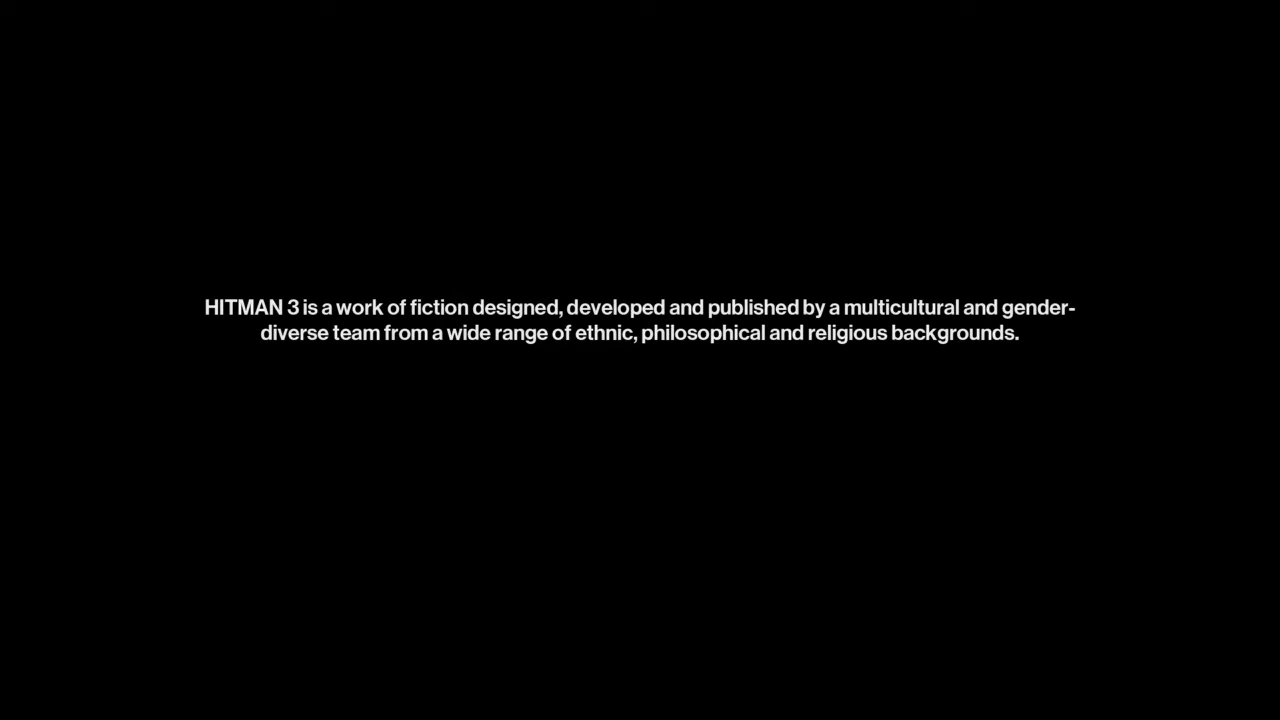 HITMAN 3 is a work of fiction designed, developed and published by a multicultural and gender-
diverse team from a wide range of ethnic, philosophical and religious backgrounds.